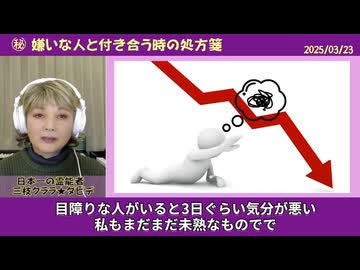 ㊙ 嫌いな人と付き合う時の処方箋
2025/03/23
日本一の霊能者
三枝クララ★タビデ
目障りな人がいると3日ぐらい気分が悪い
私もまだまだ未熟なものでで